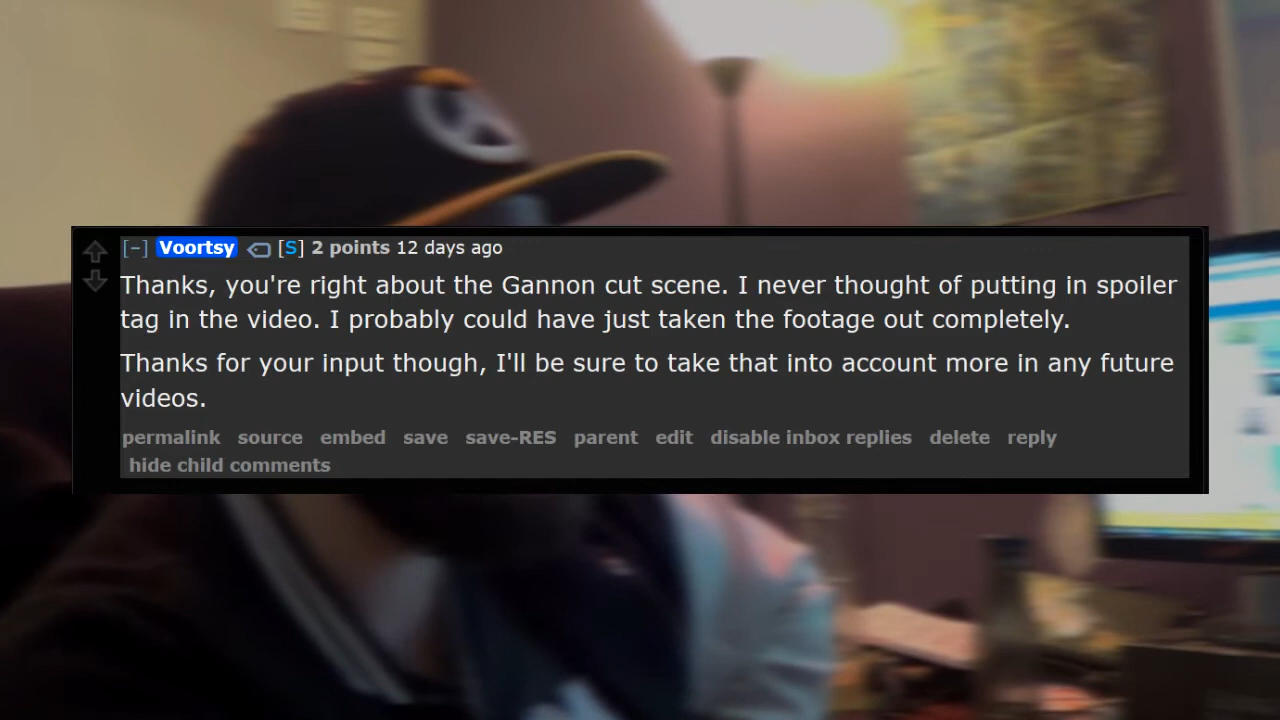 [−] Voortsy [S] 2 points 12 days ago
Thanks, you're right about the Gannon cut scene. I never thought of putting in spoiler
tag in the video. I probably could have just taken the footage out completely.
Thanks for your input though, I'll be sure to take that into account more in any future
videos.
permalink source embed save save-RES parent edit disable inbox replies delete reply
hide child comments